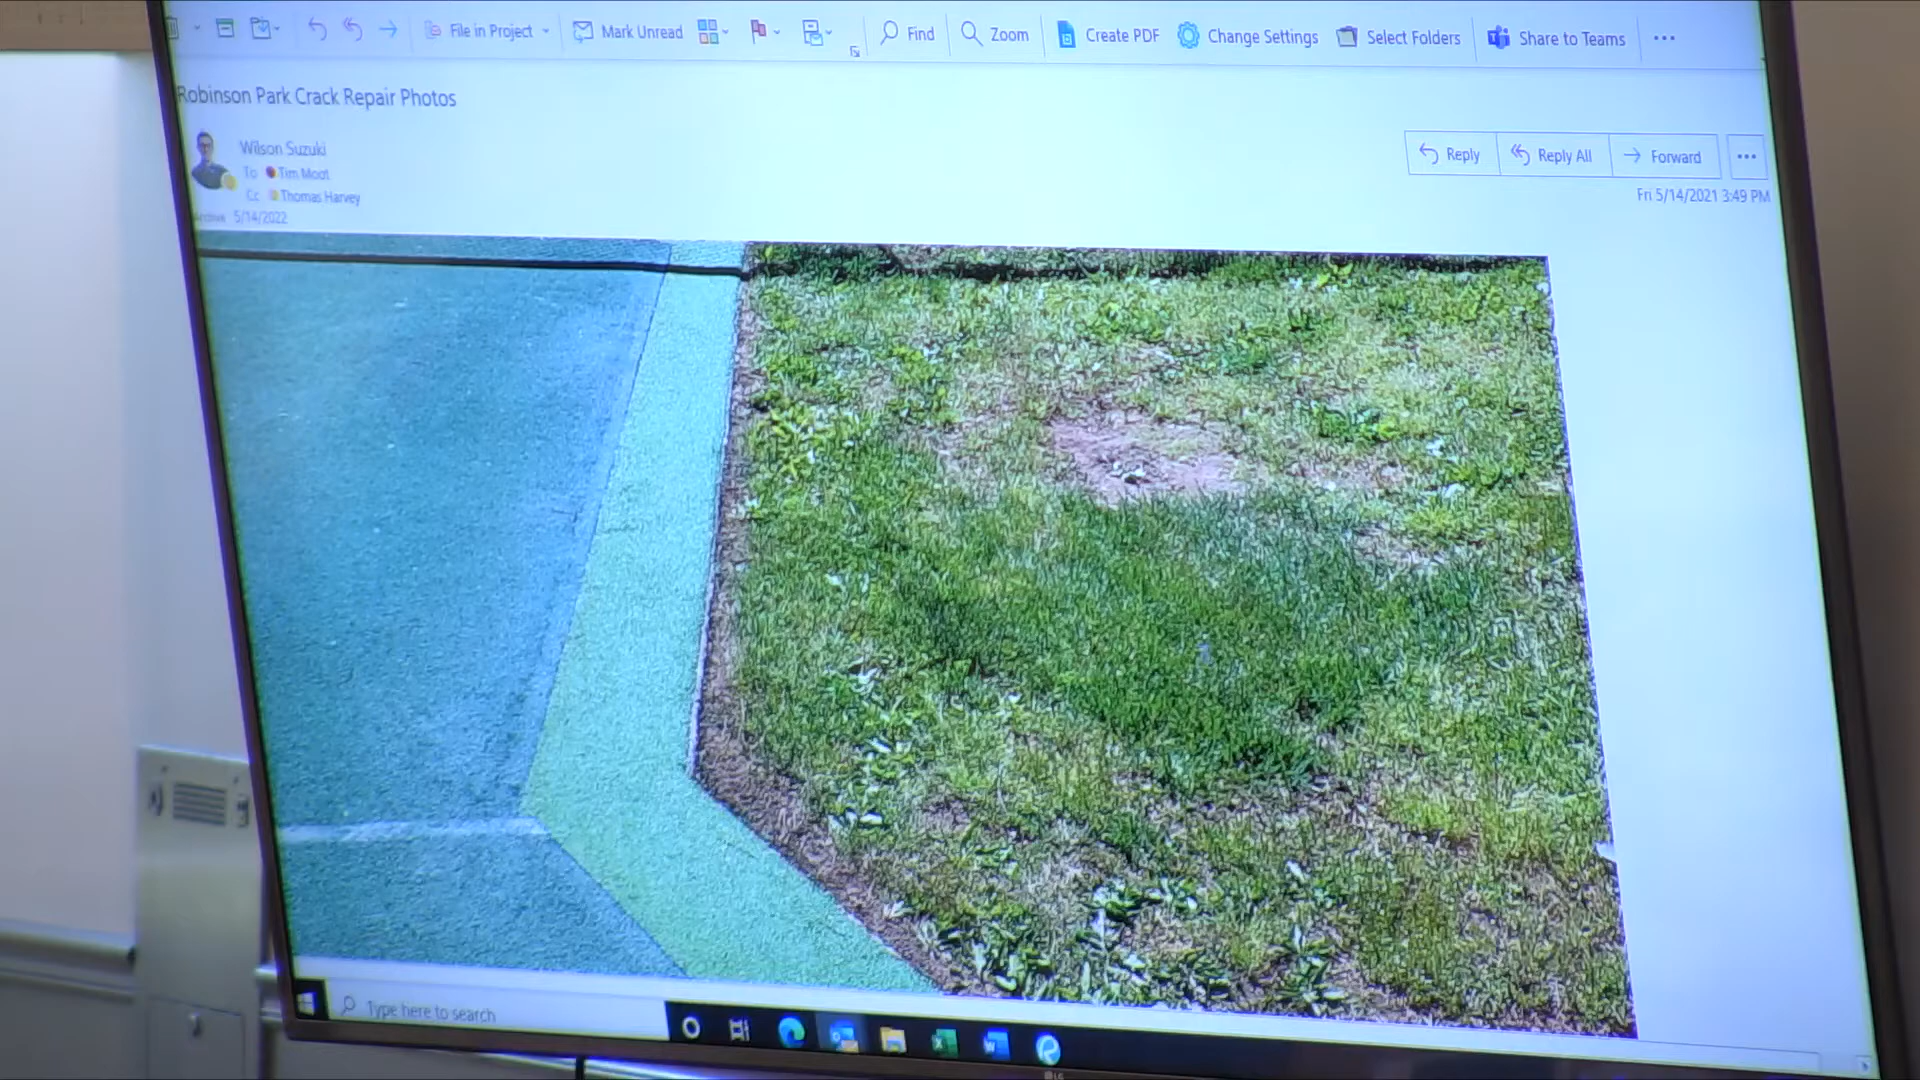 File in Project Mark Unread Find Zoom Create PDF Change Settings Select Folders Share to Teams
Robinson Park Crack Repair Photos
Wilson Suzuki
To Tim Moot
Cc Thomas Harvey
5/14/2022
Reply Reply All Forward
Fri 5/14/2021 3:49 PM
Type here to search
LG